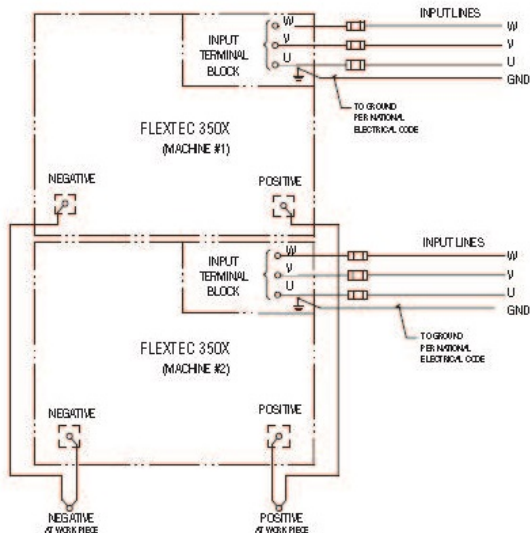 INPUT LINES
W
W
INPUT
TERMINAL
BLOCK
V
V
U
U
GND
TO GROUND
PER NATIONAL
ELECTRICAL CODE
FLEXTEC 350X
(MACHINE #1)
NEGATIVE
POSITIVE
INPUT LINES
W
W
INPUT
TERMINAL
BLOCK
V
V
U
U
GND
TO GROUND
PER NATIONAL
ELECTRICAL CODE
FLEXTEC 350X
(MACHINE #2)
NEGATIVE
POSITIVE
NEGATIVE
AT WORK PIECE
POSITIVE
AT WORK PIECE